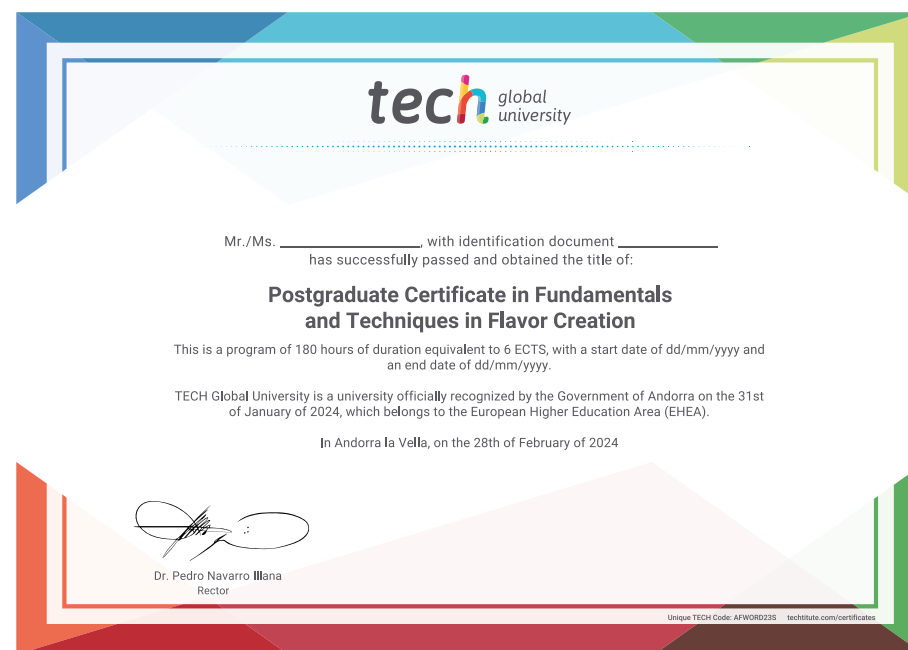 tech global
university
Mr./Ms. ____________________, with identification document ______________
has successfully passed and obtained the title of:
Postgraduate Certificate in Fundamentals
and Techniques in Flavor Creation
This is a program of 180 hours of duration equivalent to 6 ECTS, with a start date of dd/mm/yyyy and
an end date of dd/mm/yyyy.
TECH Global University is a university officially recognized by the Government of Andorra on the 31st
of January of 2024, which belongs to the European Higher Education Area (EHEA).
In Andorra la Vella, on the 28th of February of 2024
Dr. Pedro Navarro Illana
Rector
Unique TECH Code: AFWORD23S techtitute.com/certificates